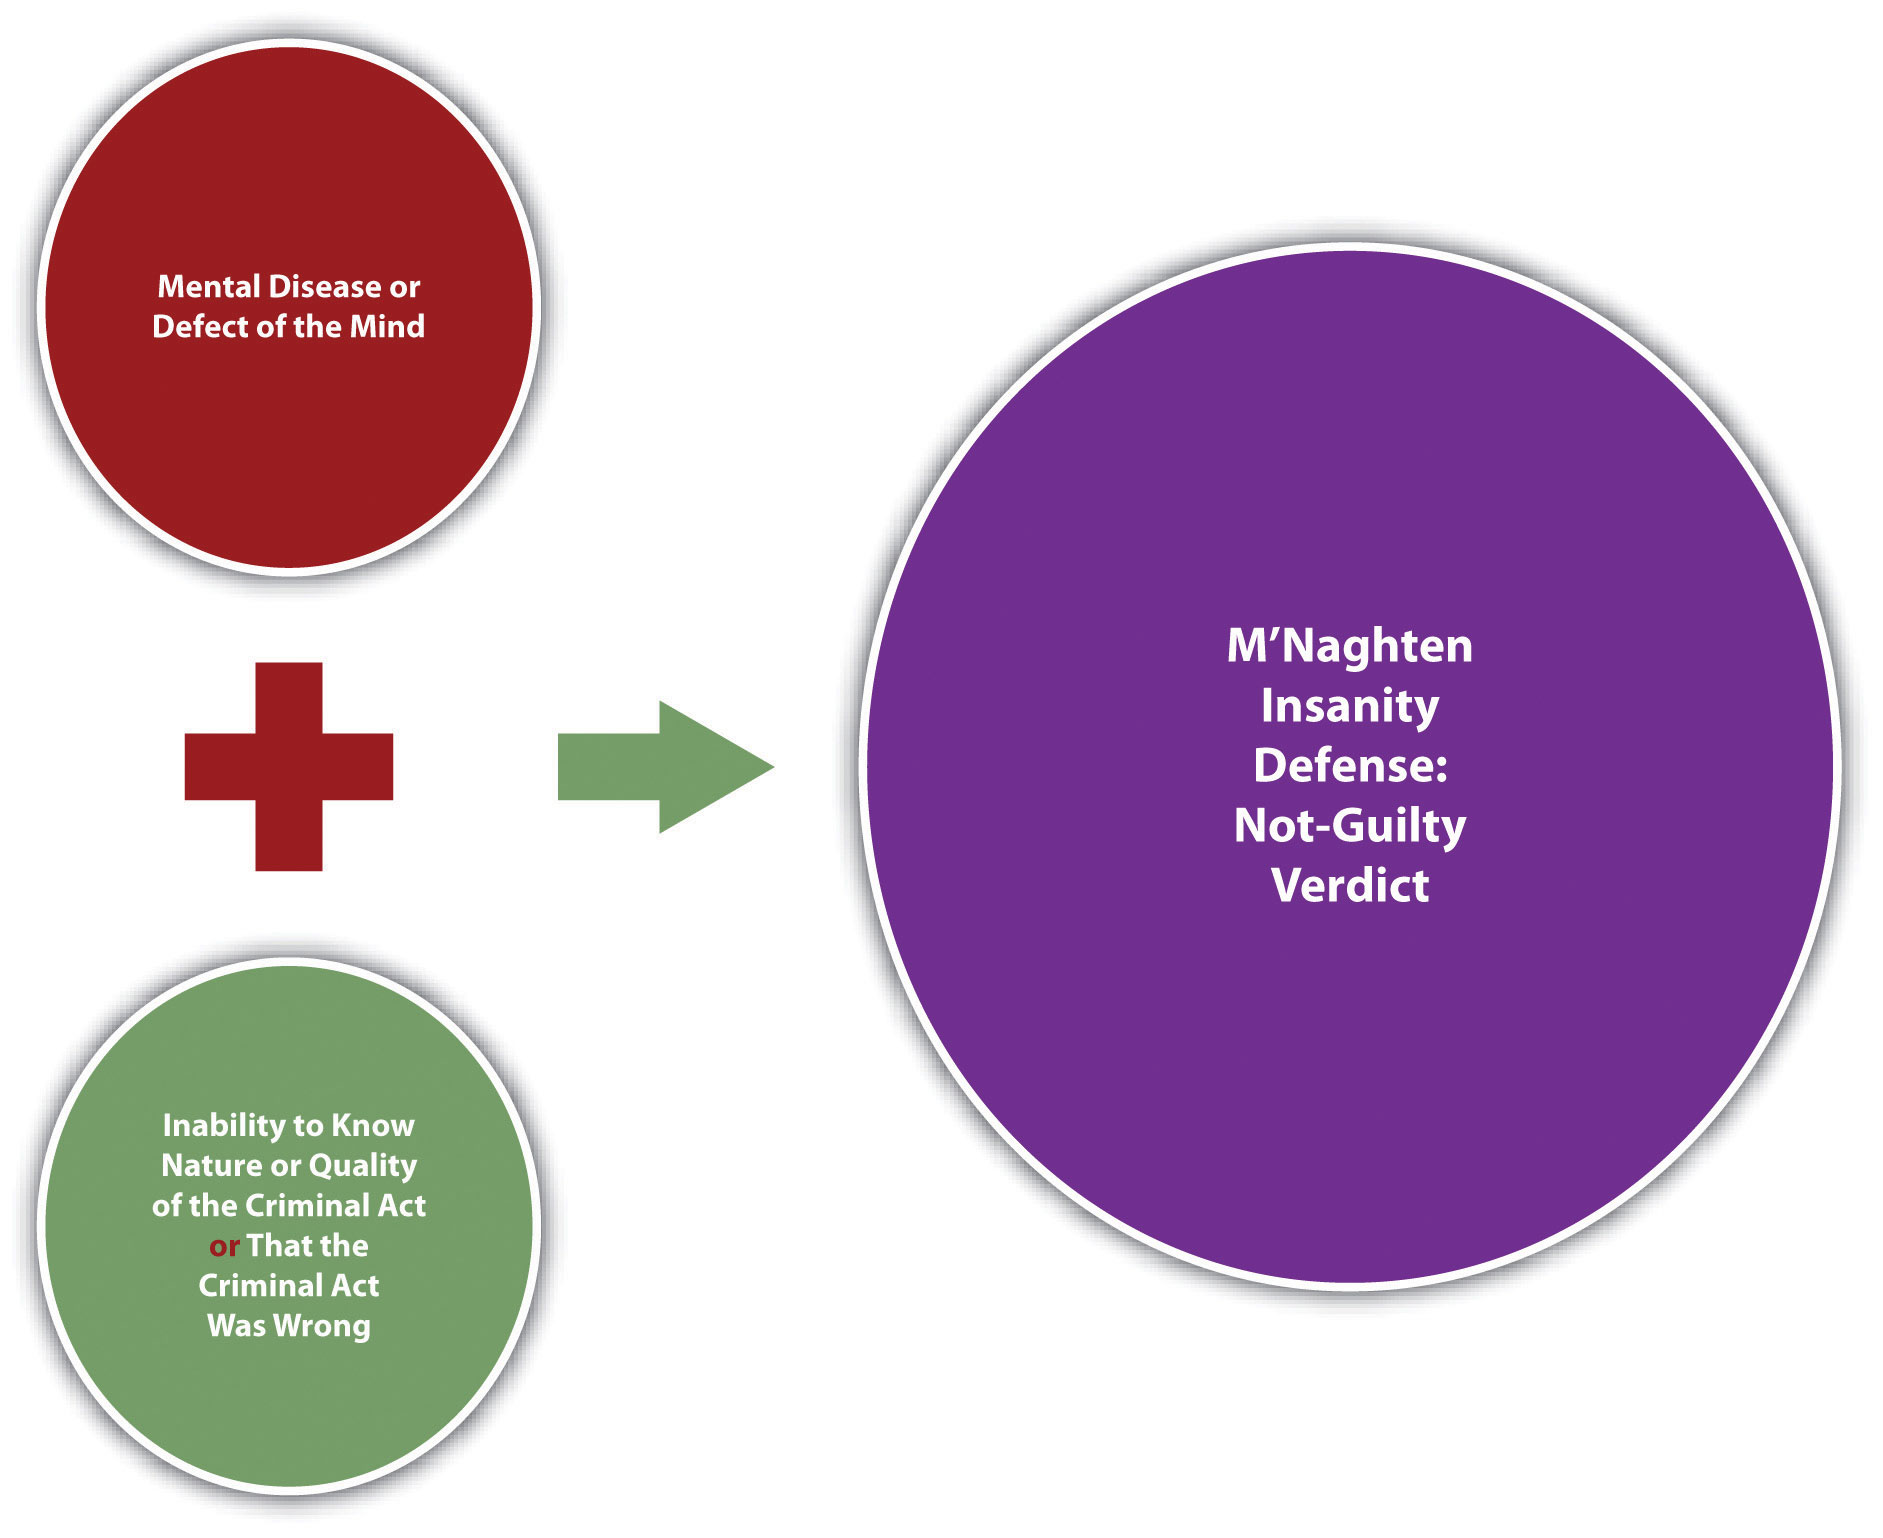 Mental Disease or
Defect of the Mind
M’Naghten
Insanity
Defense:
Not-Guilty
Verdict
Inability to Know
Nature or Quality
of the Criminal Act
or That the
Criminal Act
Was Wrong